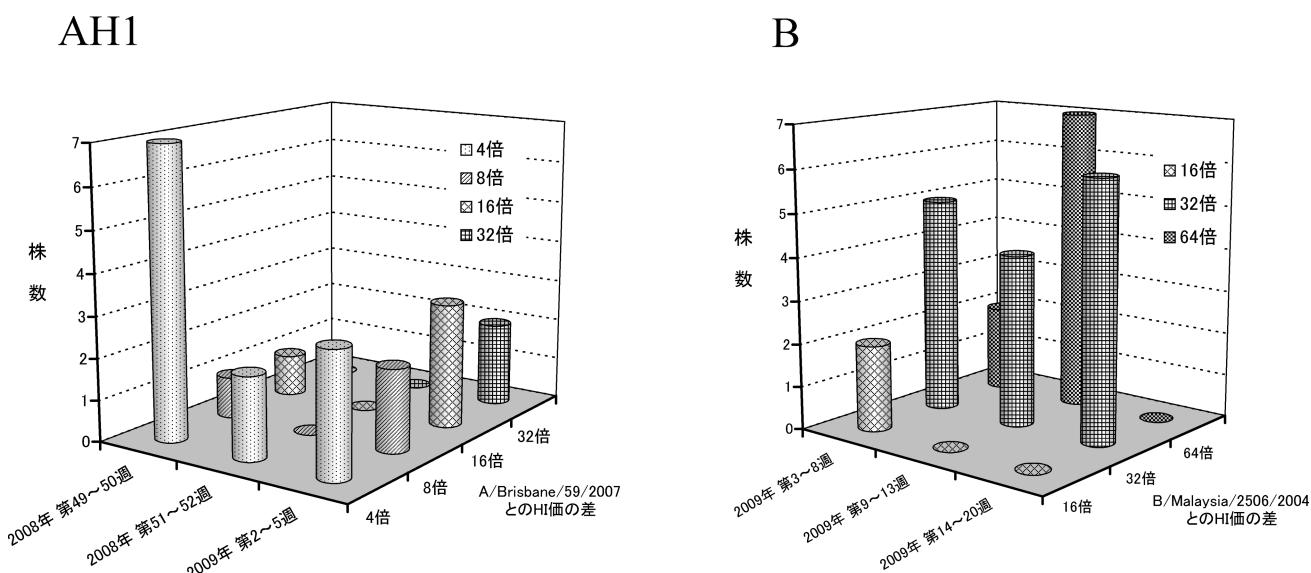 AH1
7
6
5
4
3
2
1
0
株
数
4倍
8倍
16倍
32倍
2008年 第49～50週
2008年 第51～52週
2009年 第2～5週
4倍
8倍
16倍
32倍
A/Brisbane/59/2007
とのHI価の差
B
7
6
5
4
3
2
1
0
株
数
16倍
32倍
64倍
2009年 第3～8週
2009年 第9～13週
2009年 第14～20週
16倍
32倍
64倍
B/Malaysia/2506/2004
とのHI価の差